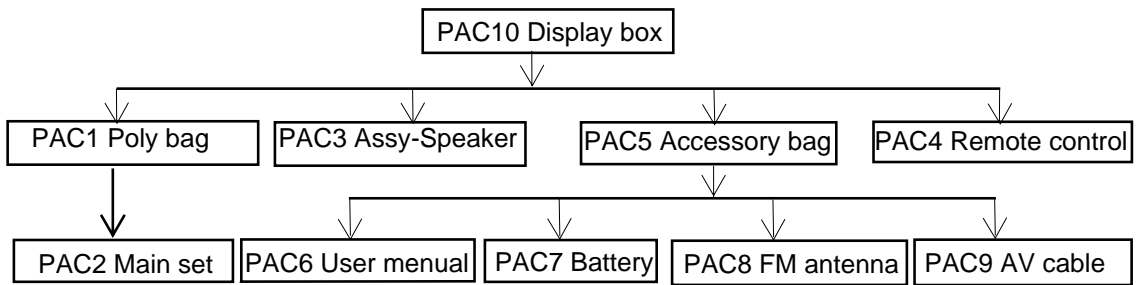 PAC10 Display box
PAC1 Poly bag
PAC3 Assy-Speaker
PAC5 Accessory bag
PAC4 Remote control
PAC2 Main set
PAC6 User menual
PAC7 Battery
PAC8 FM antenna
PAC9 AV cable